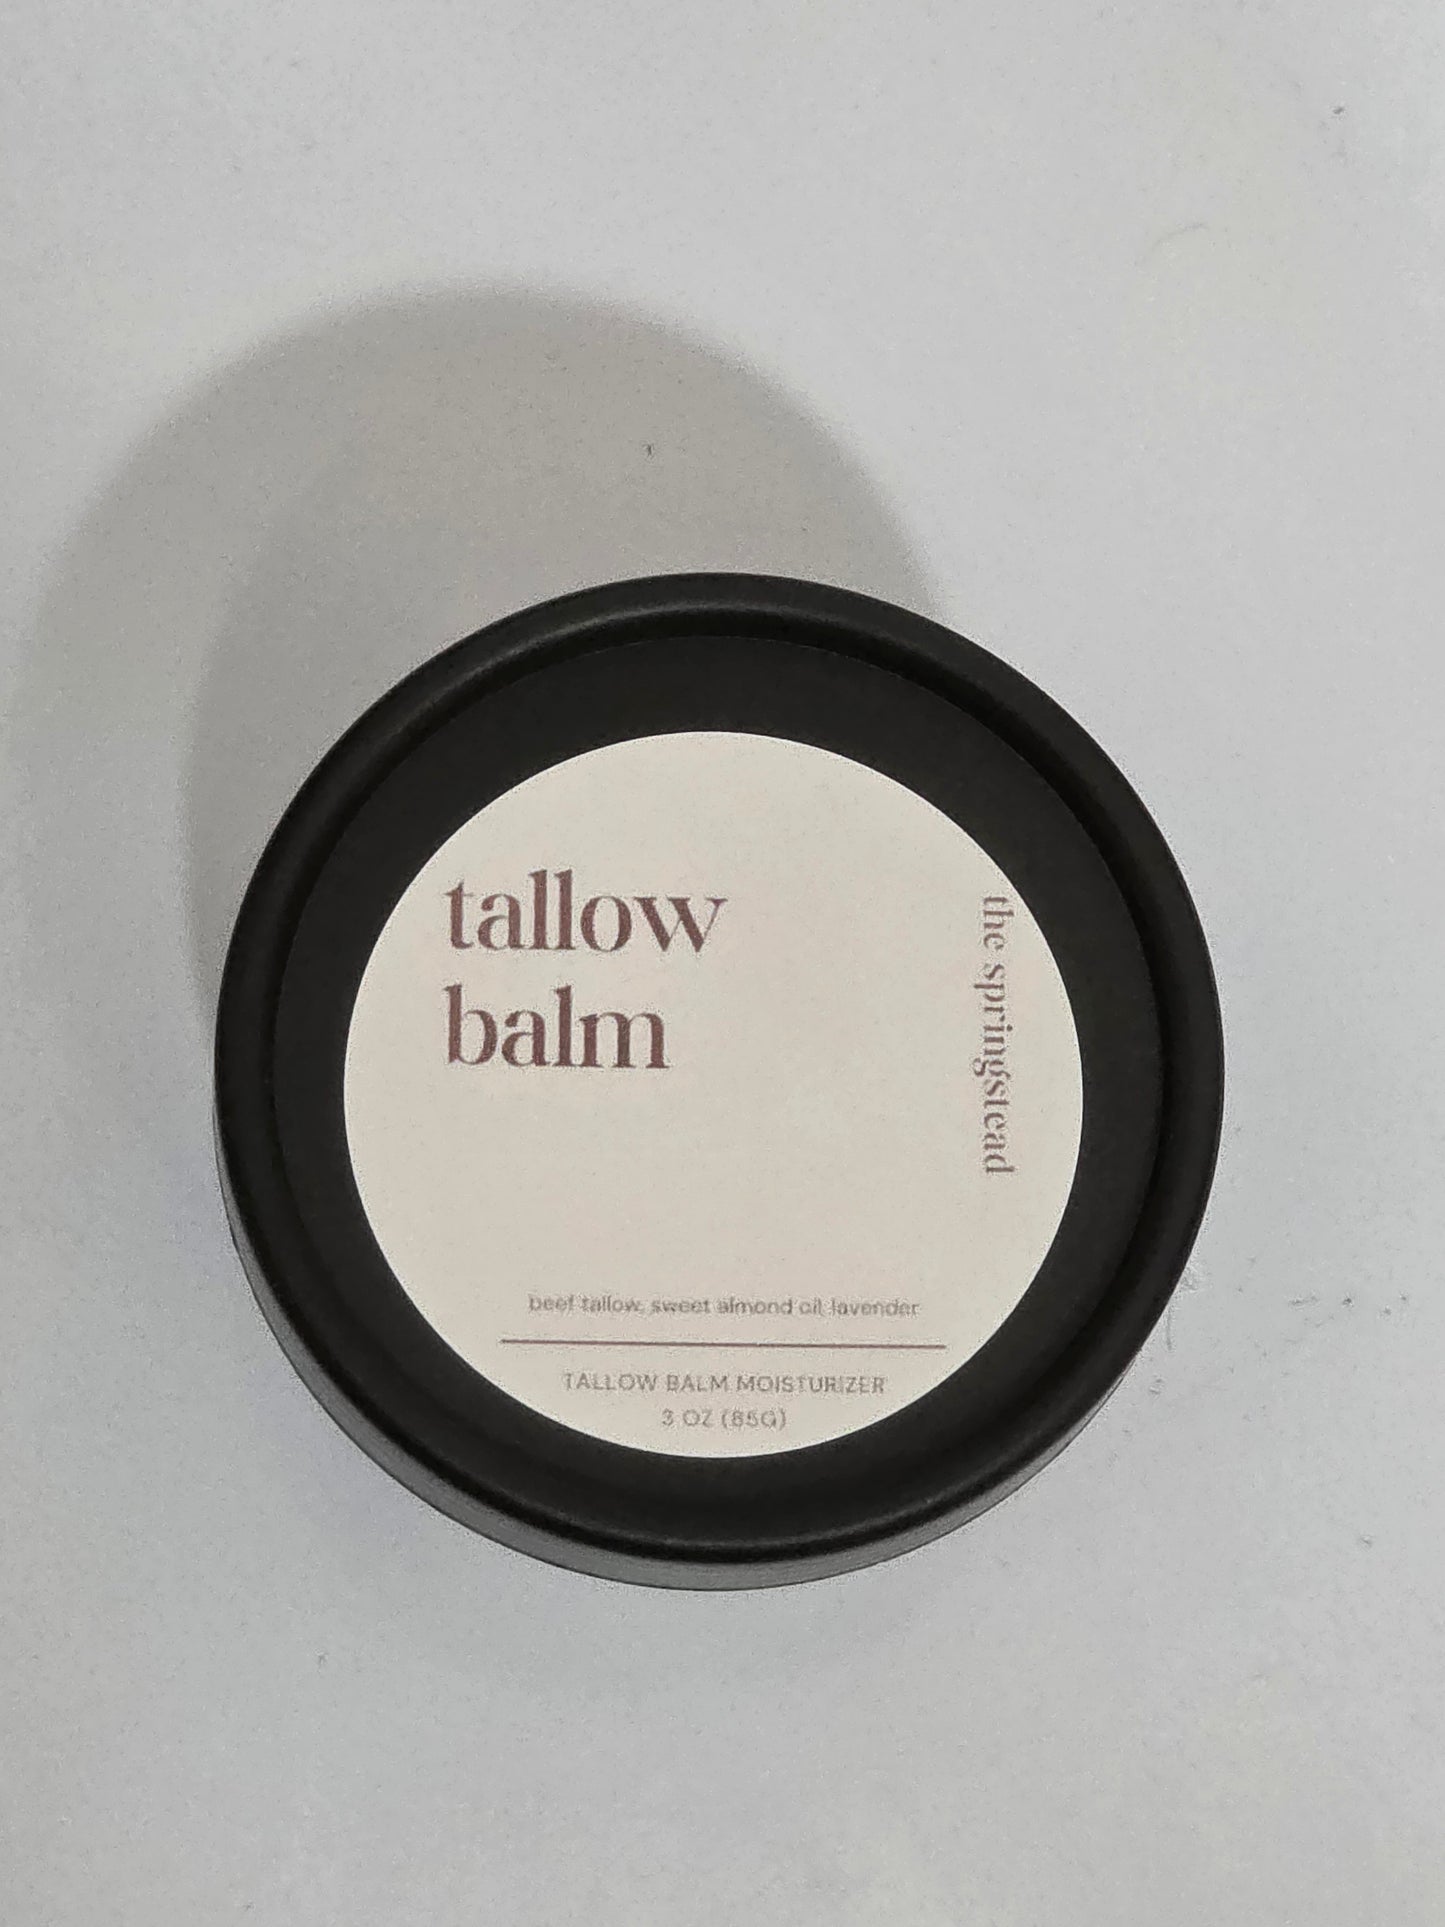 tallow
balm
the springstead
beef tallow, sweet almond oil, lavender
TALLOW BALM MOISTURIZER
3 OZ (85G)